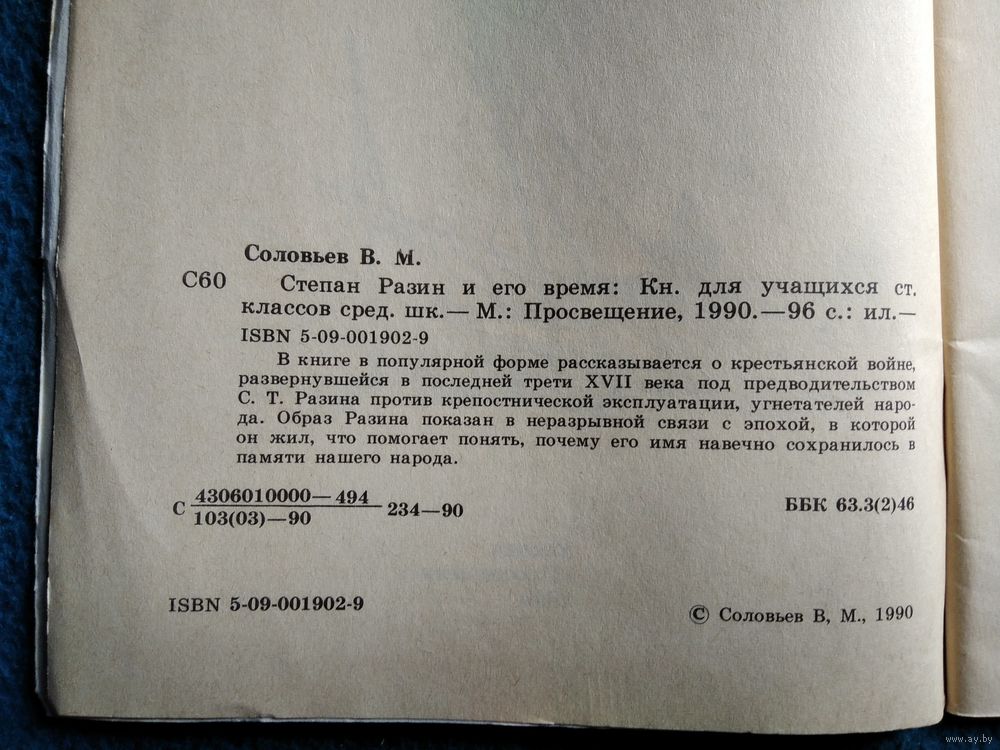 Соловьев В. М.
С60 Степан Разин и его время: Кн. для учащихся ст.
классов сред. шк.— М.: Просвещение, 1990.—96 с.: ил.—
ISBN 5-09-001902-9
В книге в популярной форме рассказывается о крестьянской войне,
развернувшейся в последней трети XVII века под предводительством
С. Т. Разина против крепостнической эксплуатации, угнетателей наро-
да. Образ Разина показан в неразрывной связи с эпохой, в которой
он жил, что помогает понять, почему его имя навечно сохранилось в
памяти нашего народа.
С 4306010000—494
103(03)—90
234—90
ББК 63.3(2)46
ISBN 5-09-001902-9
© Соловьев В, М., 1990
www.ay.by